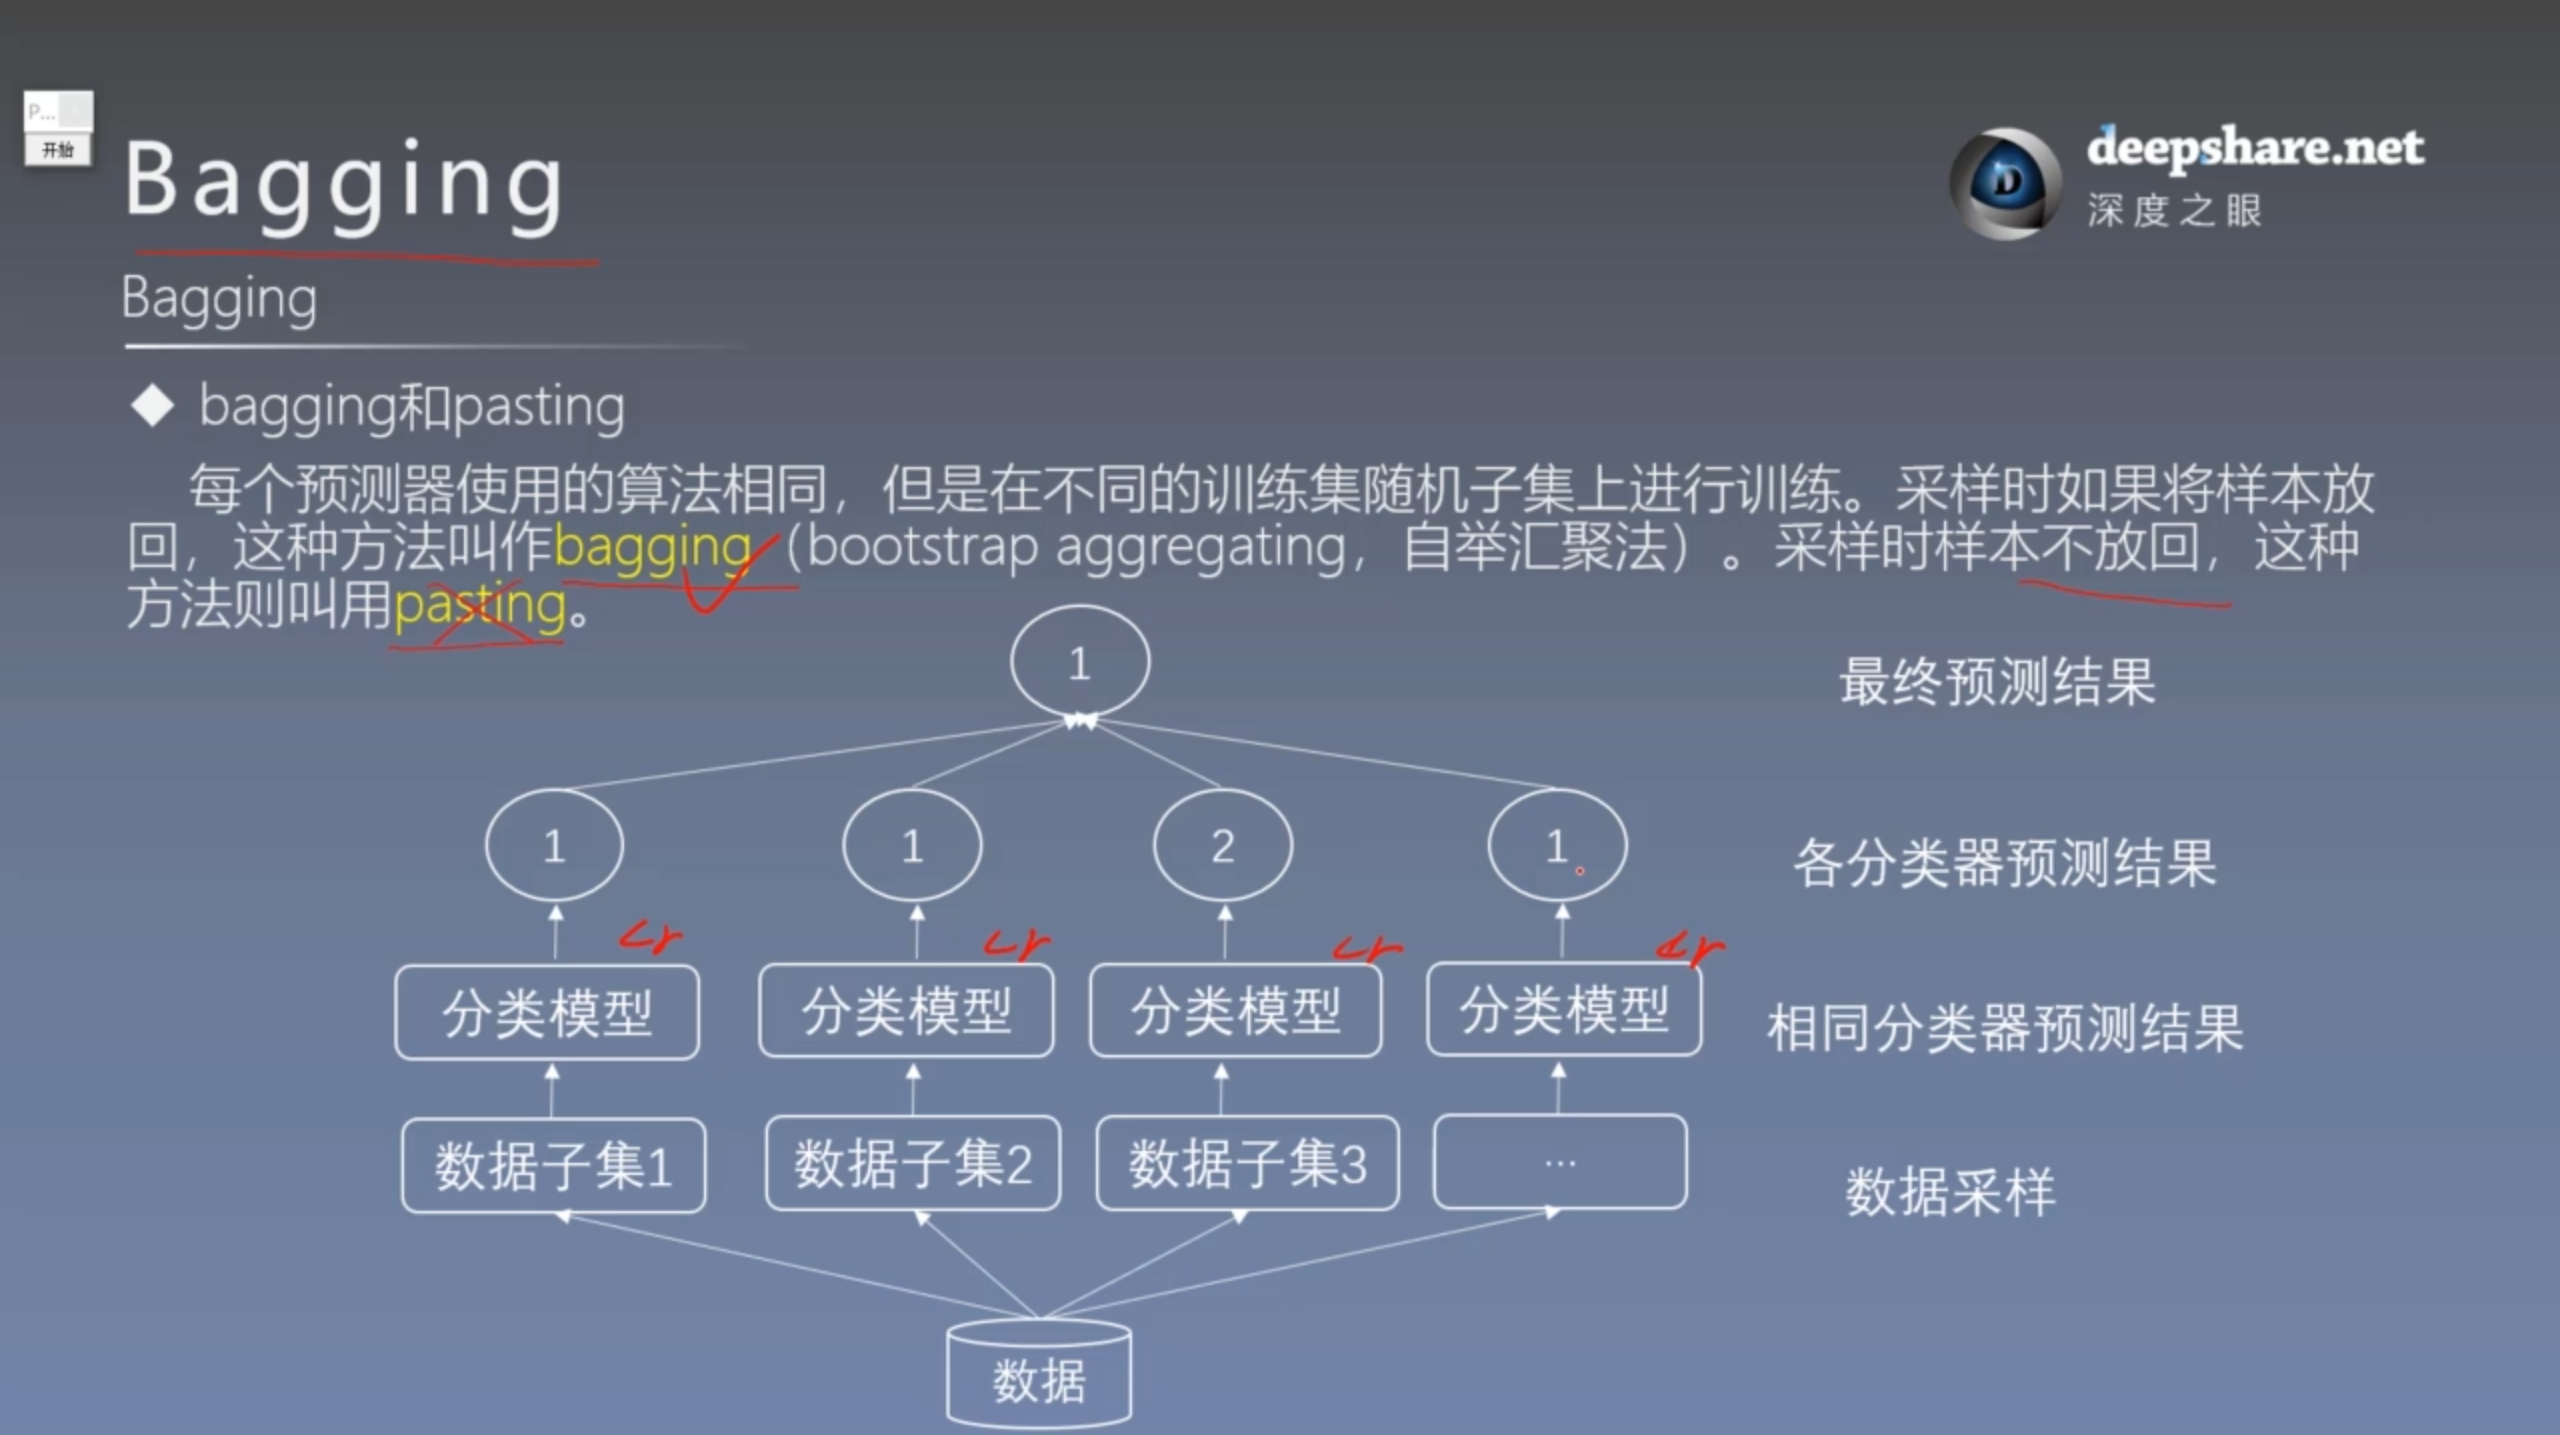 P...
开始
Bagging
deepshare.net
深度之眼
Bagging
bagging和pasting
每个预测器使用的算法相同，但是在不同的训练集随机子集上进行训练。采样时如果将样本放
回，这种方法叫作bagging（bootstrap aggregating，自举汇聚法）。采样时样本不放回，这种
方法则叫用pasting。
1
最终预测结果
1 1 2 1
各分类器预测结果
Lr Lr Lr Lr
分类模型 分类模型 分类模型 分类模型
相同分类器预测结果
数据子集1 数据子集2 数据子集3 ...
数据采样
数据